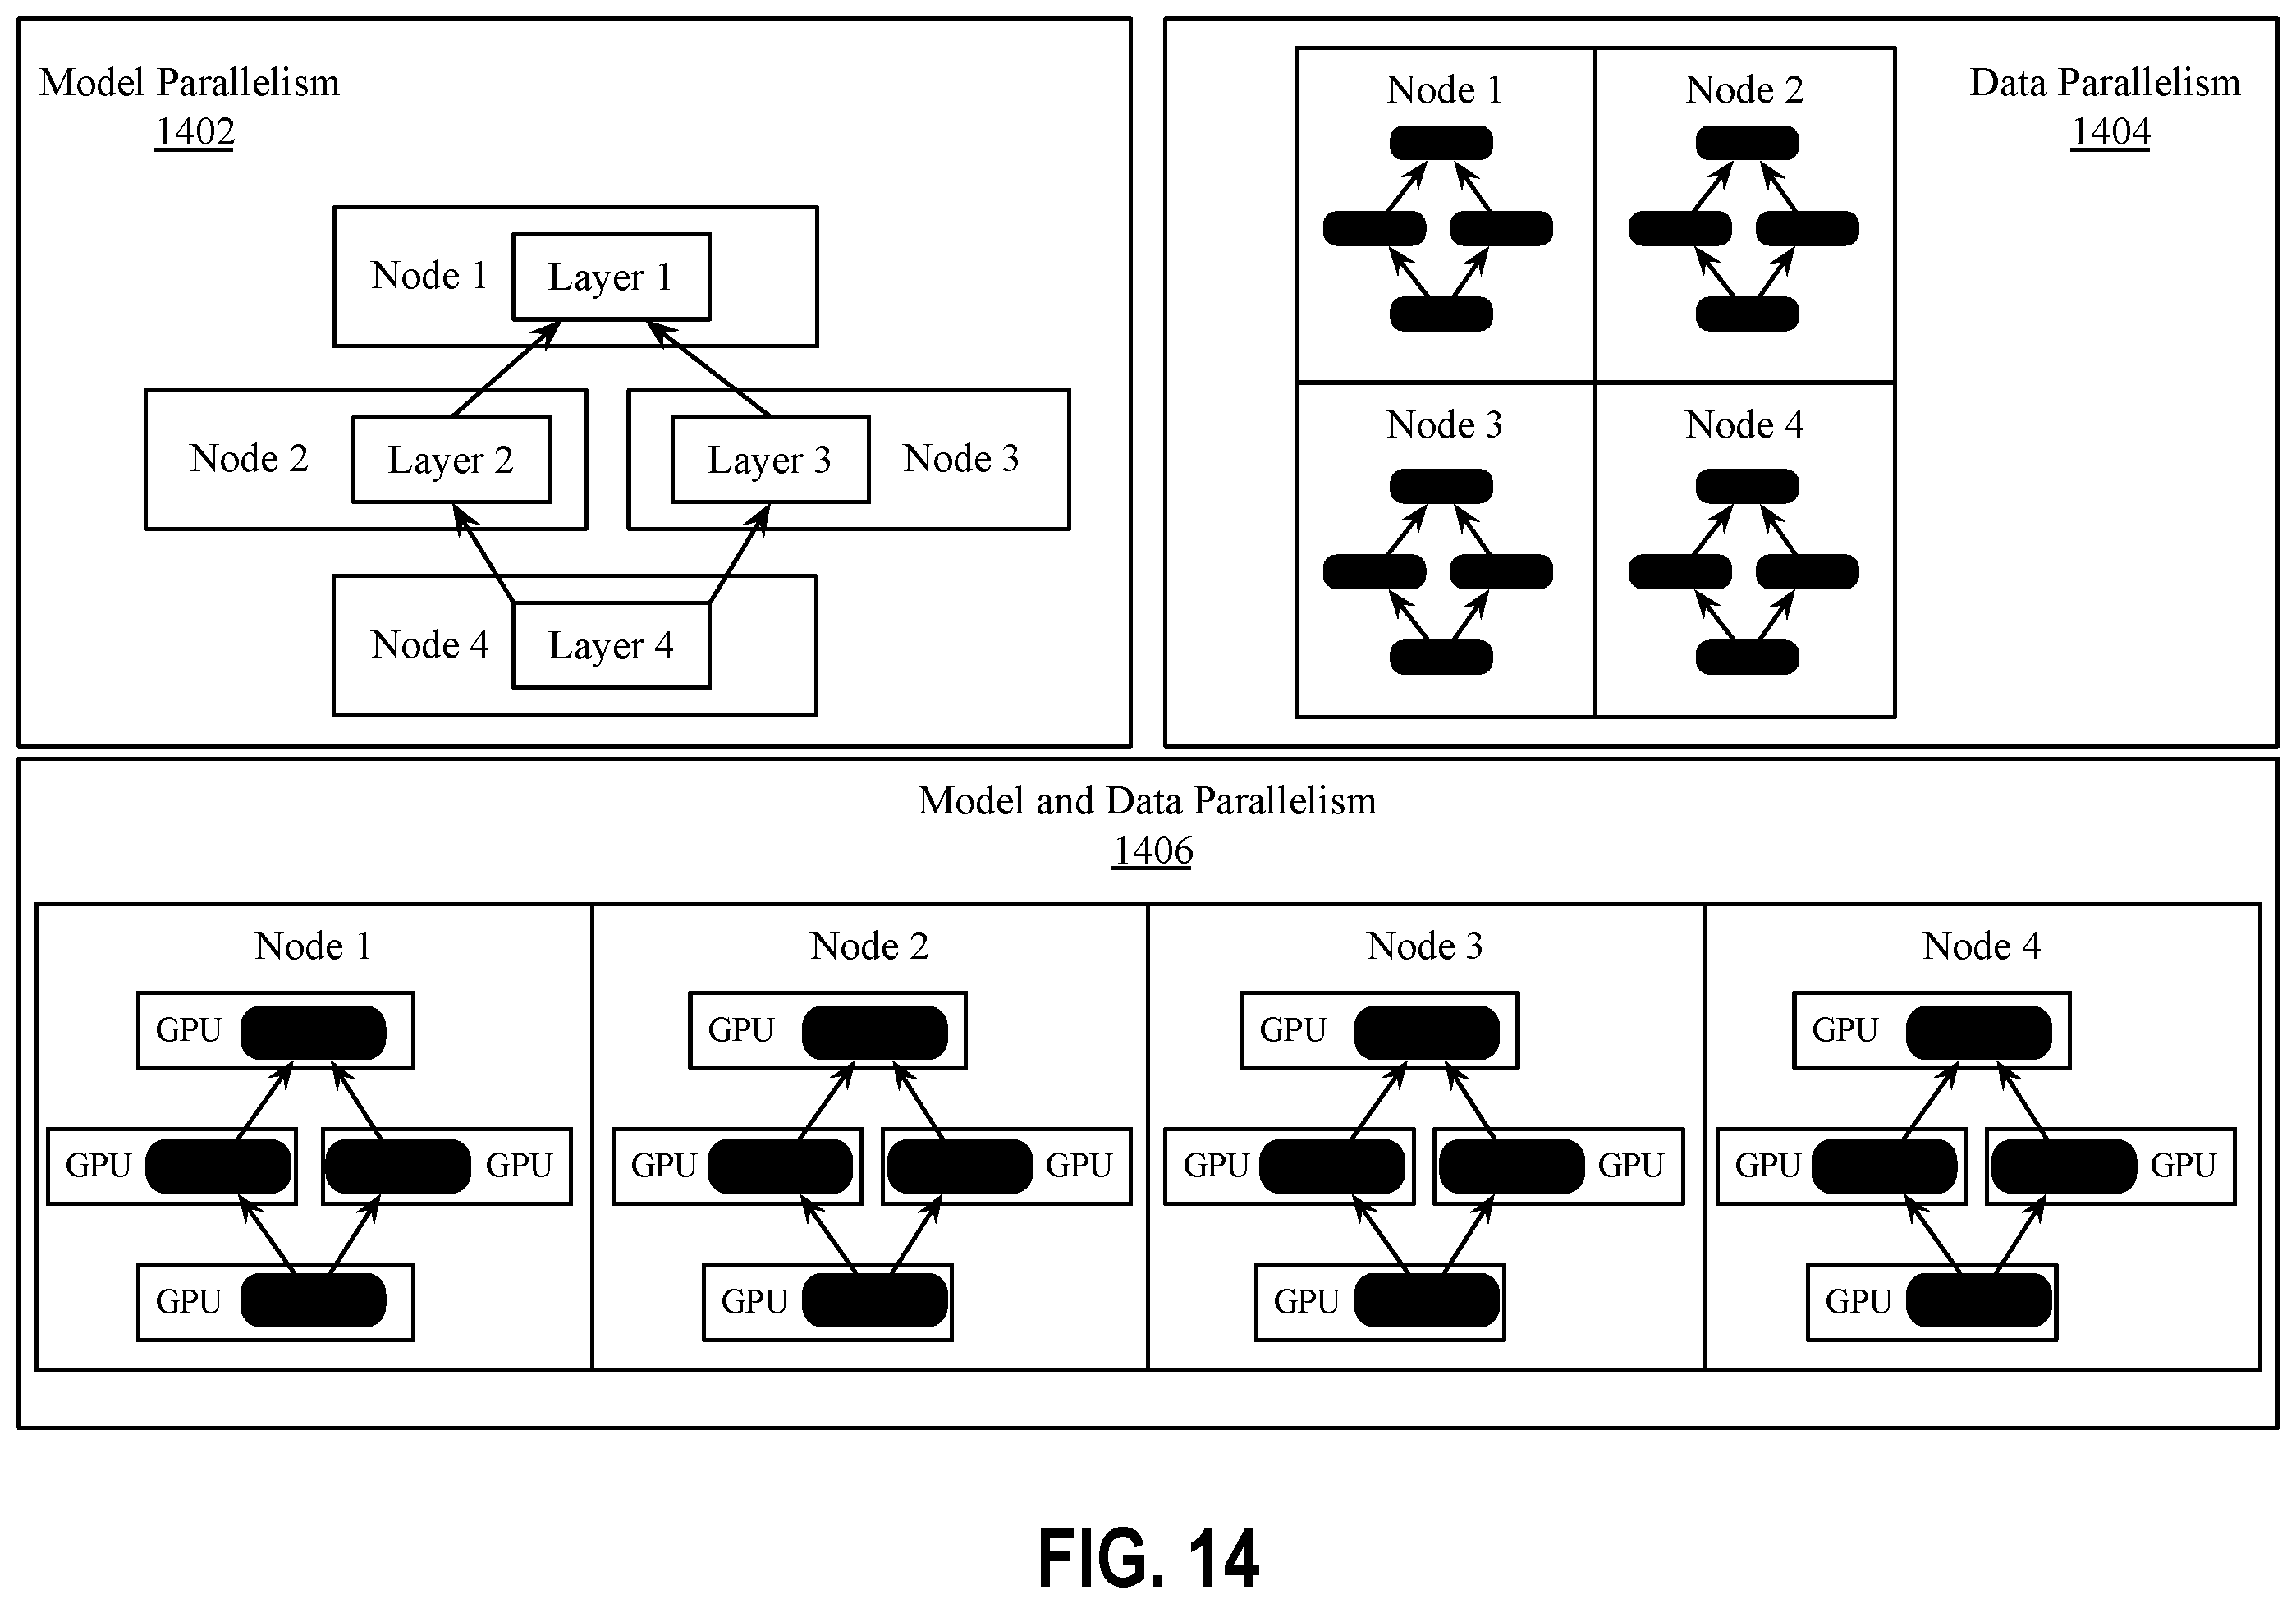 Model Parallelism
1402
Node 1
Layer 1
Node 2
Layer 2
Layer 3
Node 3
Node 4
Layer 4
Data Parallelism
1404
Node 1
Node 2
Node 3
Node 4
Model and Data Parallelism
1406
Node 1
GPU
GPU
GPU
GPU
Node 2
GPU
GPU
GPU
GPU
Node 3
GPU
GPU
GPU
GPU
Node 4
GPU
GPU
GPU
GPU
FIG. 14